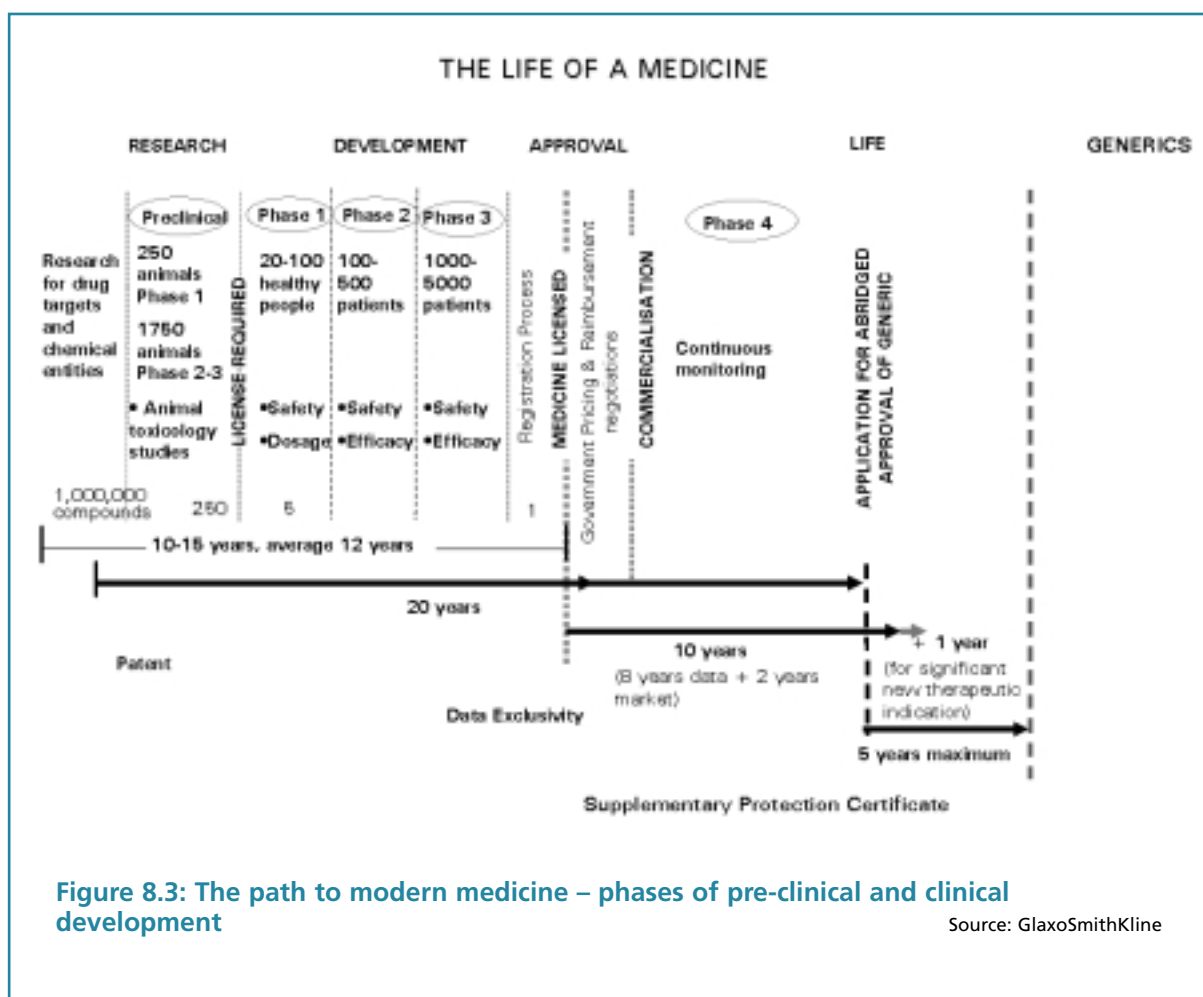 THE LIFE OF A MEDICINE
RESEARCH
DEVELOPMENT
APPROVAL
LIFE
GENERICS
Research
for drug
targets
and
chemical
entities
Preclinical
250
animals
Phase 1
1750
animals
Phase 2-3
• Animal
toxicology
studies
LICENSE REQUIRED
Phase 1
20-100
healthy
people
•Safety
•Dosage
Phase 2
100-
500
patients
•Safety
•Efficacy
Phase 3
1000-
5000
patients
•Safety
•Efficacy
Registration Process
MEDICINE LICENSED
Government Pricing & Reimbursement
negotiations
COMMERCIALISATION
Phase 4
Continuous
monitoring
APPLICATION FOR ABRIDGED
APPROVAL OF GENERIC
1,000,000
compounds
250
5
1
10-15 years, average 12 years
20 years
Patent
10 years
(8 years data + 2 years
market)
Data Exclusivity
+ 1 year
(for significant
new therapeutic
indication)
5 years maximum
Supplementary Protection Certificate
Figure 8.3: The path to modern medicine – phases of pre-clinical and clinical
development
Source: GlaxoSmithKline